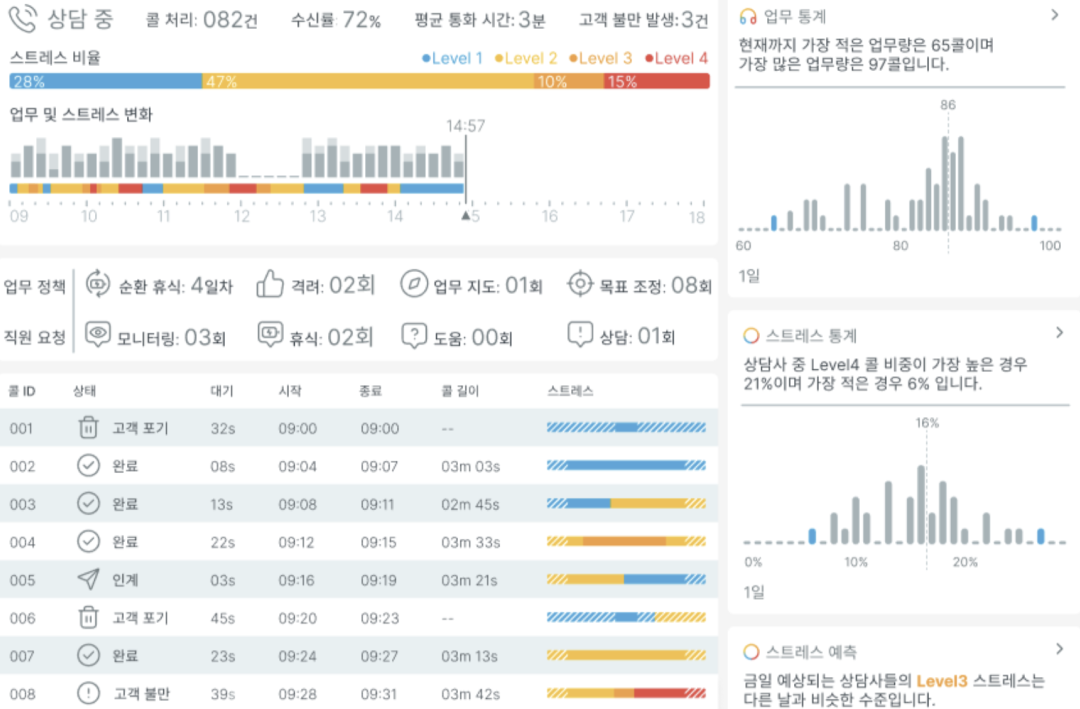 상담 중 콜 처리: 082건 수신률: 72% 평균 통화 시간: 3분 고객 불만 발생: 3건
스트레스 비율 Level 1 Level 2 Level 3 Level 4
28% 47% 10% 15%
업무 및 스트레스 변화
14:57
09 10 11 12 13 14 15 16 17 18
업무 정책 순환 휴식: 4일차 격려: 02회 업무 지도: 01회 목표 조정: 08회
직원 요청 모니터링: 03회 휴식: 02회 도움: 00회 상담: 01회
콜 ID 상태 대기 시작 종료 콜 길이 스트레스
001 고객 포기 32s 09:00 09:00 --
002 완료 08s 09:04 09:07 03m 03s
003 완료 13s 09:08 09:11 02m 45s
004 완료 22s 09:12 09:15 03m 33s
005 인계 03s 09:16 09:19 03m 21s
006 고객 포기 45s 09:20 09:23 --
007 완료 23s 09:24 09:27 03m 13s
008 고객 불만 39s 09:28 09:31 03m 42s
업무 통계
현재까지 가장 적은 업무량은 65콜이며
가장 많은 업무량은 97콜입니다.
86
60 80 100
1일
스트레스 통계
상담사 중 Level4 콜 비중이 가장 높은 경우
21%이며 가장 적은 경우 6% 입니다.
16%
0% 10% 20%
1일
스트레스 예측
금일 예상되는 상담사들의 Level3 스트레스는
다른 날과 비슷한 수준입니다.